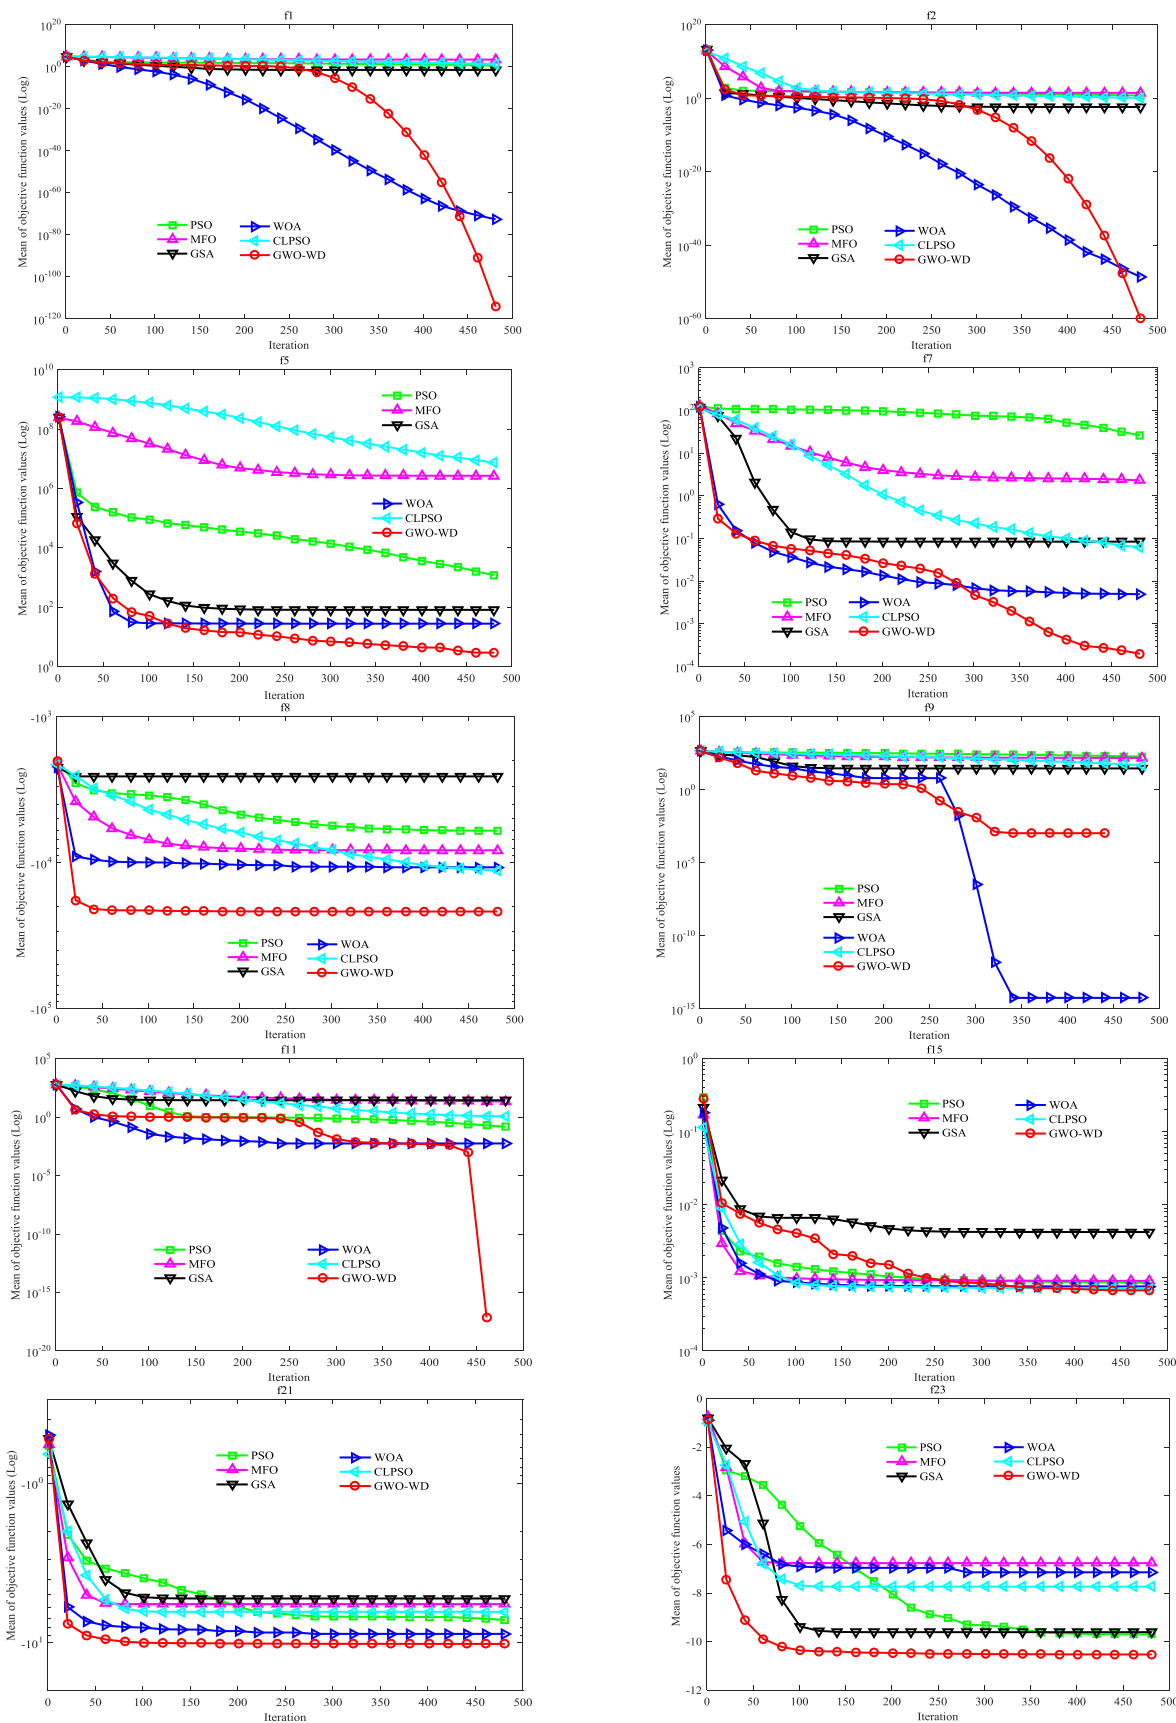 f1
Mean of objective function values (Log)
10^20
10^0
10^-20
10^-40
10^-60
10^-80
10^-100
10^-120
PSO
MFO
GSA
WOA
CLPSO
GWO-WD
0 50 100 150 200 250 300 350 400 450 500
Iteration
f2
Mean of objective function values (Log)
10^20
10^0
10^-20
10^-40
10^-60
PSO
MFO
GSA
WOA
CLPSO
GWO-WD
0 50 100 150 200 250 300 350 400 450 500
Iteration
f5
Mean of objective function values (Log)
10^10
10^8
10^6
10^4
10^2
10^0
PSO
MFO
GSA
WOA
CLPSO
GWO-WD
0 50 100 150 200 250 300 350 400 450 500
Iteration
f7
Mean of objective function values (Log)
10^3
10^2
10^1
10^0
10^-1
10^-2
10^-3
10^-4
PSO
MFO
GSA
WOA
CLPSO
GWO-WD
0 50 100 150 200 250 300 350 400 450 500
Iteration
f8
Mean of objective function values (Log)
-10^3
-10^4
-10^5
PSO
MFO
GSA
WOA
CLPSO
GWO-WD
0 50 100 150 200 250 300 350 400 450 500
Iteration
f9
Mean of objective function values (Log)
10^5
10^0
10^-5
10^-10
10^-15
PSO
MFO
GSA
WOA
CLPSO
GWO-WD
0 50 100 150 200 250 300 350 400 450 500
Iteration
f11
Mean of objective function values (Log)
10^5
10^0
10^-5
10^-10
10^-15
10^-20
PSO
MFO
GSA
WOA
CLPSO
GWO-WD
0 50 100 150 200 250 300 350 400 450 500
Iteration
f15
Mean of objective function values (Log)
10^0
10^-1
10^-2
10^-3
10^-4
PSO
MFO
GSA
WOA
CLPSO
GWO-WD
0 50 100 150 200 250 300 350 400 450 500
Iteration
f21
Mean of objective function values (Log)
-10^0
-10^1
PSO
MFO
GSA
WOA
CLPSO
GWO-WD
0 50 100 150 200 250 300 350 400 450 500
Iteration
f23
Mean of objective function values
0
-2
-4
-6
-8
-10
-12
PSO
MFO
GSA
WOA
CLPSO
GWO-WD
0 50 100 150 200 250 300 350 400 450 500
Iteration